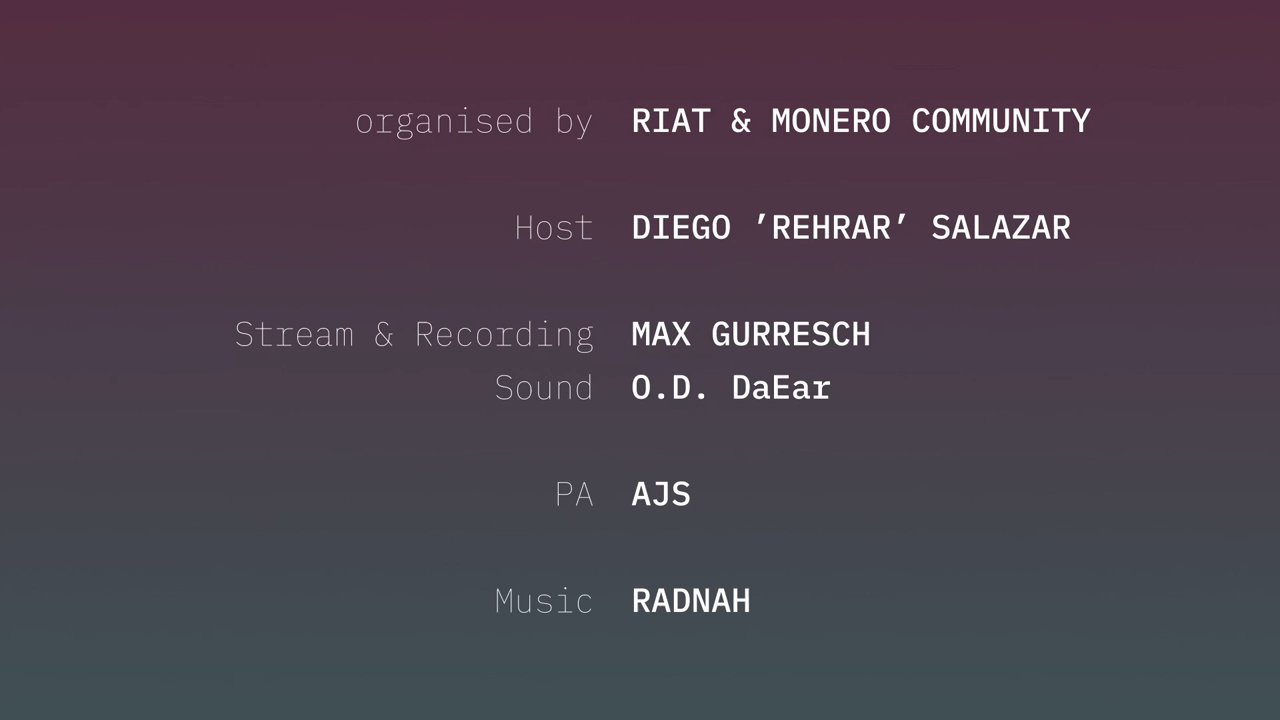 organised by RIAT & MONERO COMMUNITY
Host DIEGO ’REHRAR’ SALAZAR
Stream & Recording MAX GURRESCH
Sound O.D. DaEar
PA AJS
Music RADNAH